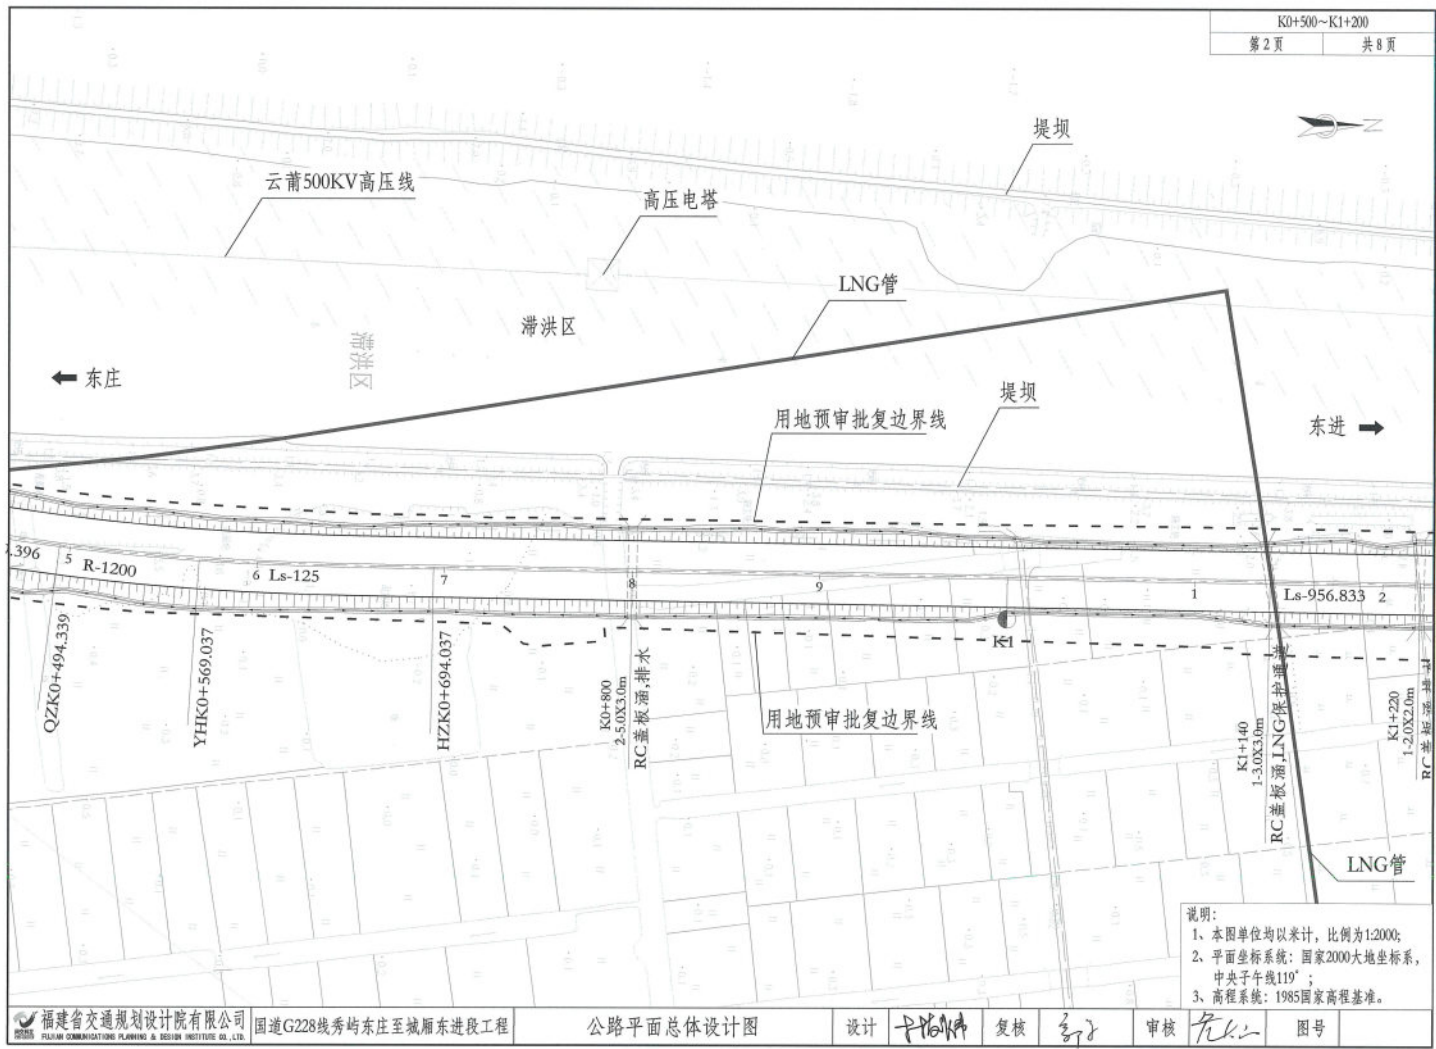 K0+500~K1+200
第2页 共8页
N
堤坝
云莆500KV高压线
高压电塔
LNG管
滞洪区
滞洪区
东庄
堤坝
用地预审批复边界线
东进
.396
5
R-1200
6
Ls-125
7
8
9
1
Ls-956.833
2
K1
QZK0+494.339
YHK0+569.037
HZK0+694.037
K0+800
2-5.0X3.0m
RC盖板涵,排水
用地预审批复边界线
K1+140
1-3.0X3.0m
RC盖板涵,LNG保护通道
K1+220
1-2.0X2.0m
RC盖板涵,排
LNG管
说明:
1、本图单位均以米计，比例为1:2000;
2、平面坐标系统：国家2000大地坐标系，
中央子午线119°；
3、高程系统：1985国家高程基准。
福建省交通规划设计院有限公司
FUJIAN COMMUNICATIONS PLANNING & DESIGN INSTITUTE CO.,LTD.
国道G228线秀屿东庄至城厢东进段工程
公路平面总体设计图
设计
复核
审核
图号